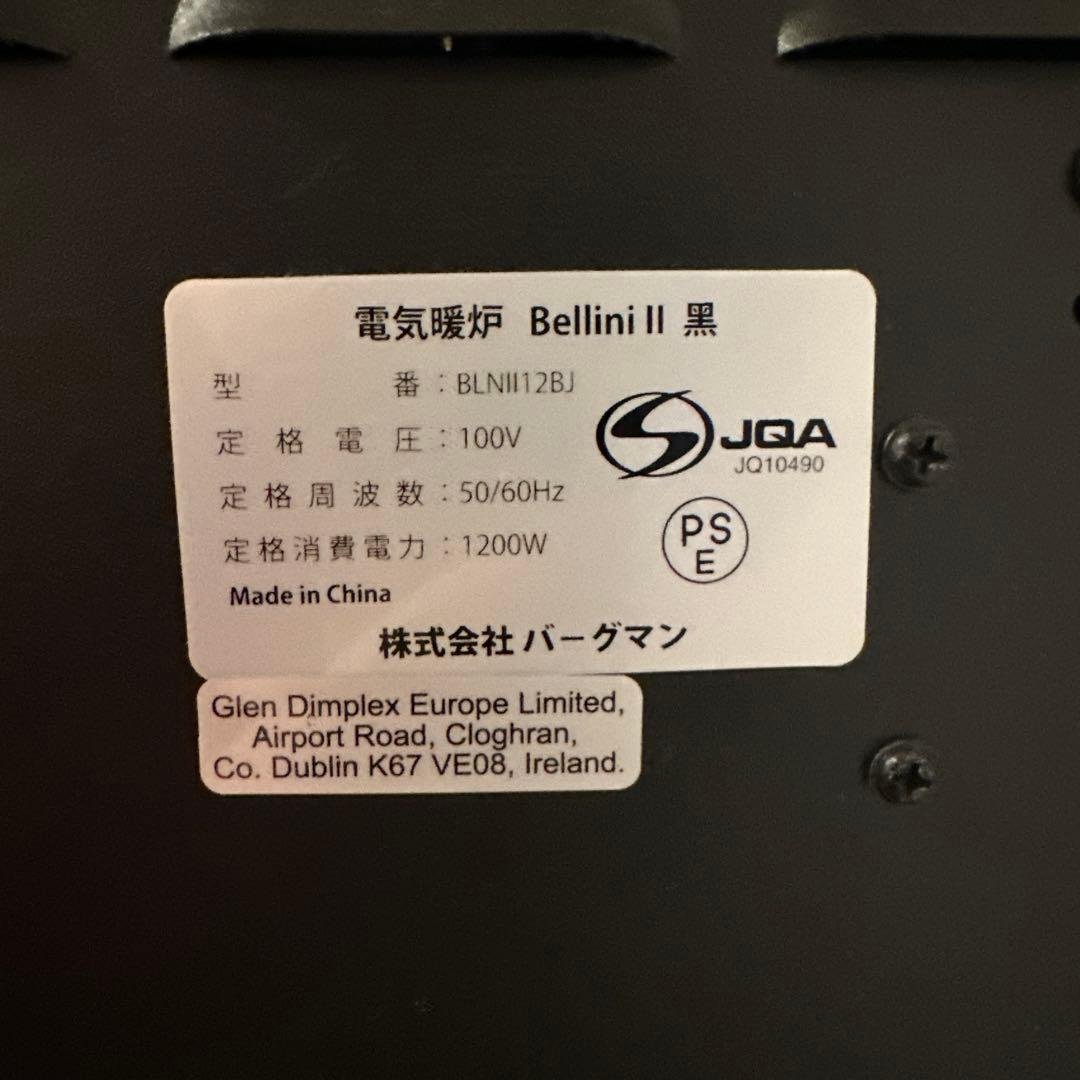 電気暖炉 Bellini II 黒
型番：BLNII12BJ
定格電圧：100V
定格周波数：50/60Hz
定格消費電力：1200W
JQA
JQ10490
PS
E
Made in China
株式会社 バーグマン
Glen Dimplex Europe Limited,
Airport Road, Cloghran,
Co. Dublin K67 VE08, Ireland.